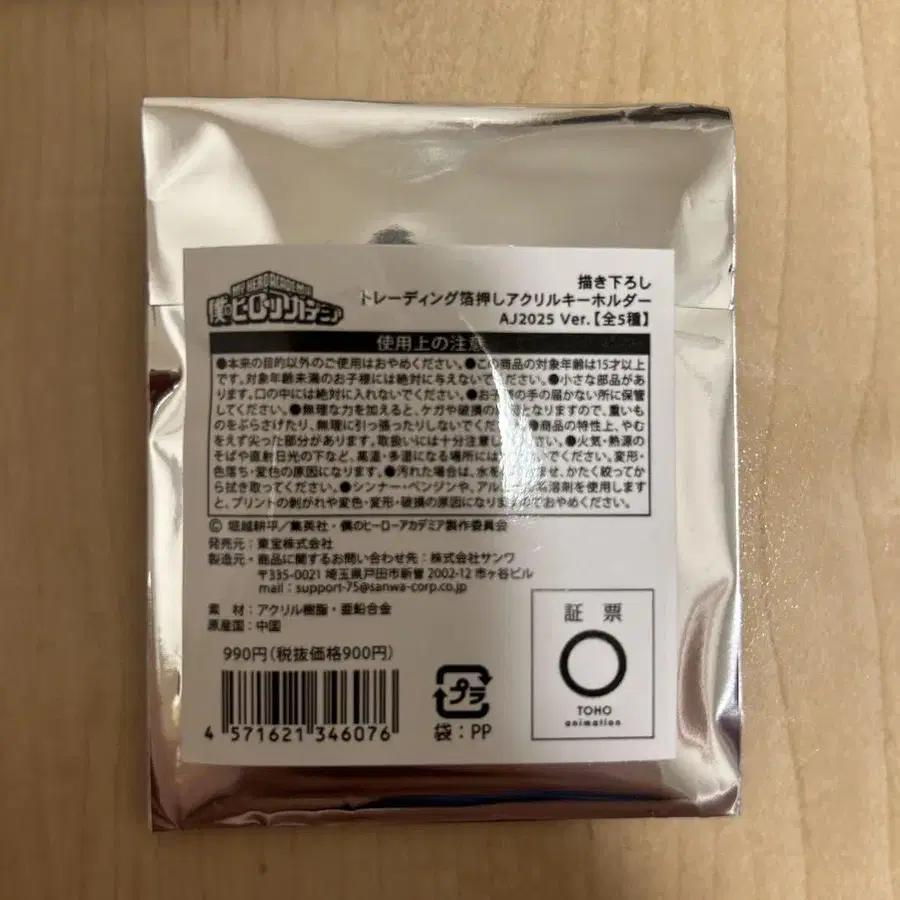 MY HERO ACADEMIA
僕のヒーローアカデミア
描き下ろし
トレーディング箔押しアクリルキーホルダー
AJ2025 Ver.【全5種】
使用上の注意
●本来の目的以外のご使用はおやめください。●この商品の対象年齢は15才以上
です。対象年齢未満のお子様には絶対に与えないでください。●小さな部品があ
ります。口の中には絶対に入れないでください。●お子様の手の届かない所に保管
してください。●無理な力を加えると、ケガや破損の原因となりますので、重いも
のをぶらさげたり、無理に引っ張ったりしないでください。●商品の特性上、やむ
をえず尖った部分があります。取扱いには十分注意してください。●火気・熱源の
そばや直射日光の下など、高温・多湿になる場所には置かないでください。変形・
色落ち・変色の原因になります。●汚れた場合は、水を含ませ、かたく絞ってか
ら拭き取ってください。●シンナー・ベンジンや、アルコール系溶剤を使用します
と、プリントの剥がれや変色・変形・破損の原因になりますのでおやめください。
© 堀越耕平/集英社・僕のヒーローアカデミア製作委員会
発売元:東宝株式会社
製造元・商品に関するお問い合わせ先:株式会社サンワ
〒335-0021 埼玉県戸田市新曽 2002-12 市ヶ谷ビル
mail:support-75@sanwa-corp.co.jp
素 材:アクリル樹脂・亜鉛合金
原産国:中国
990円(税抜価格900円)
4 571621 346076
プラ
袋:PP
証 票
TOHO
animation